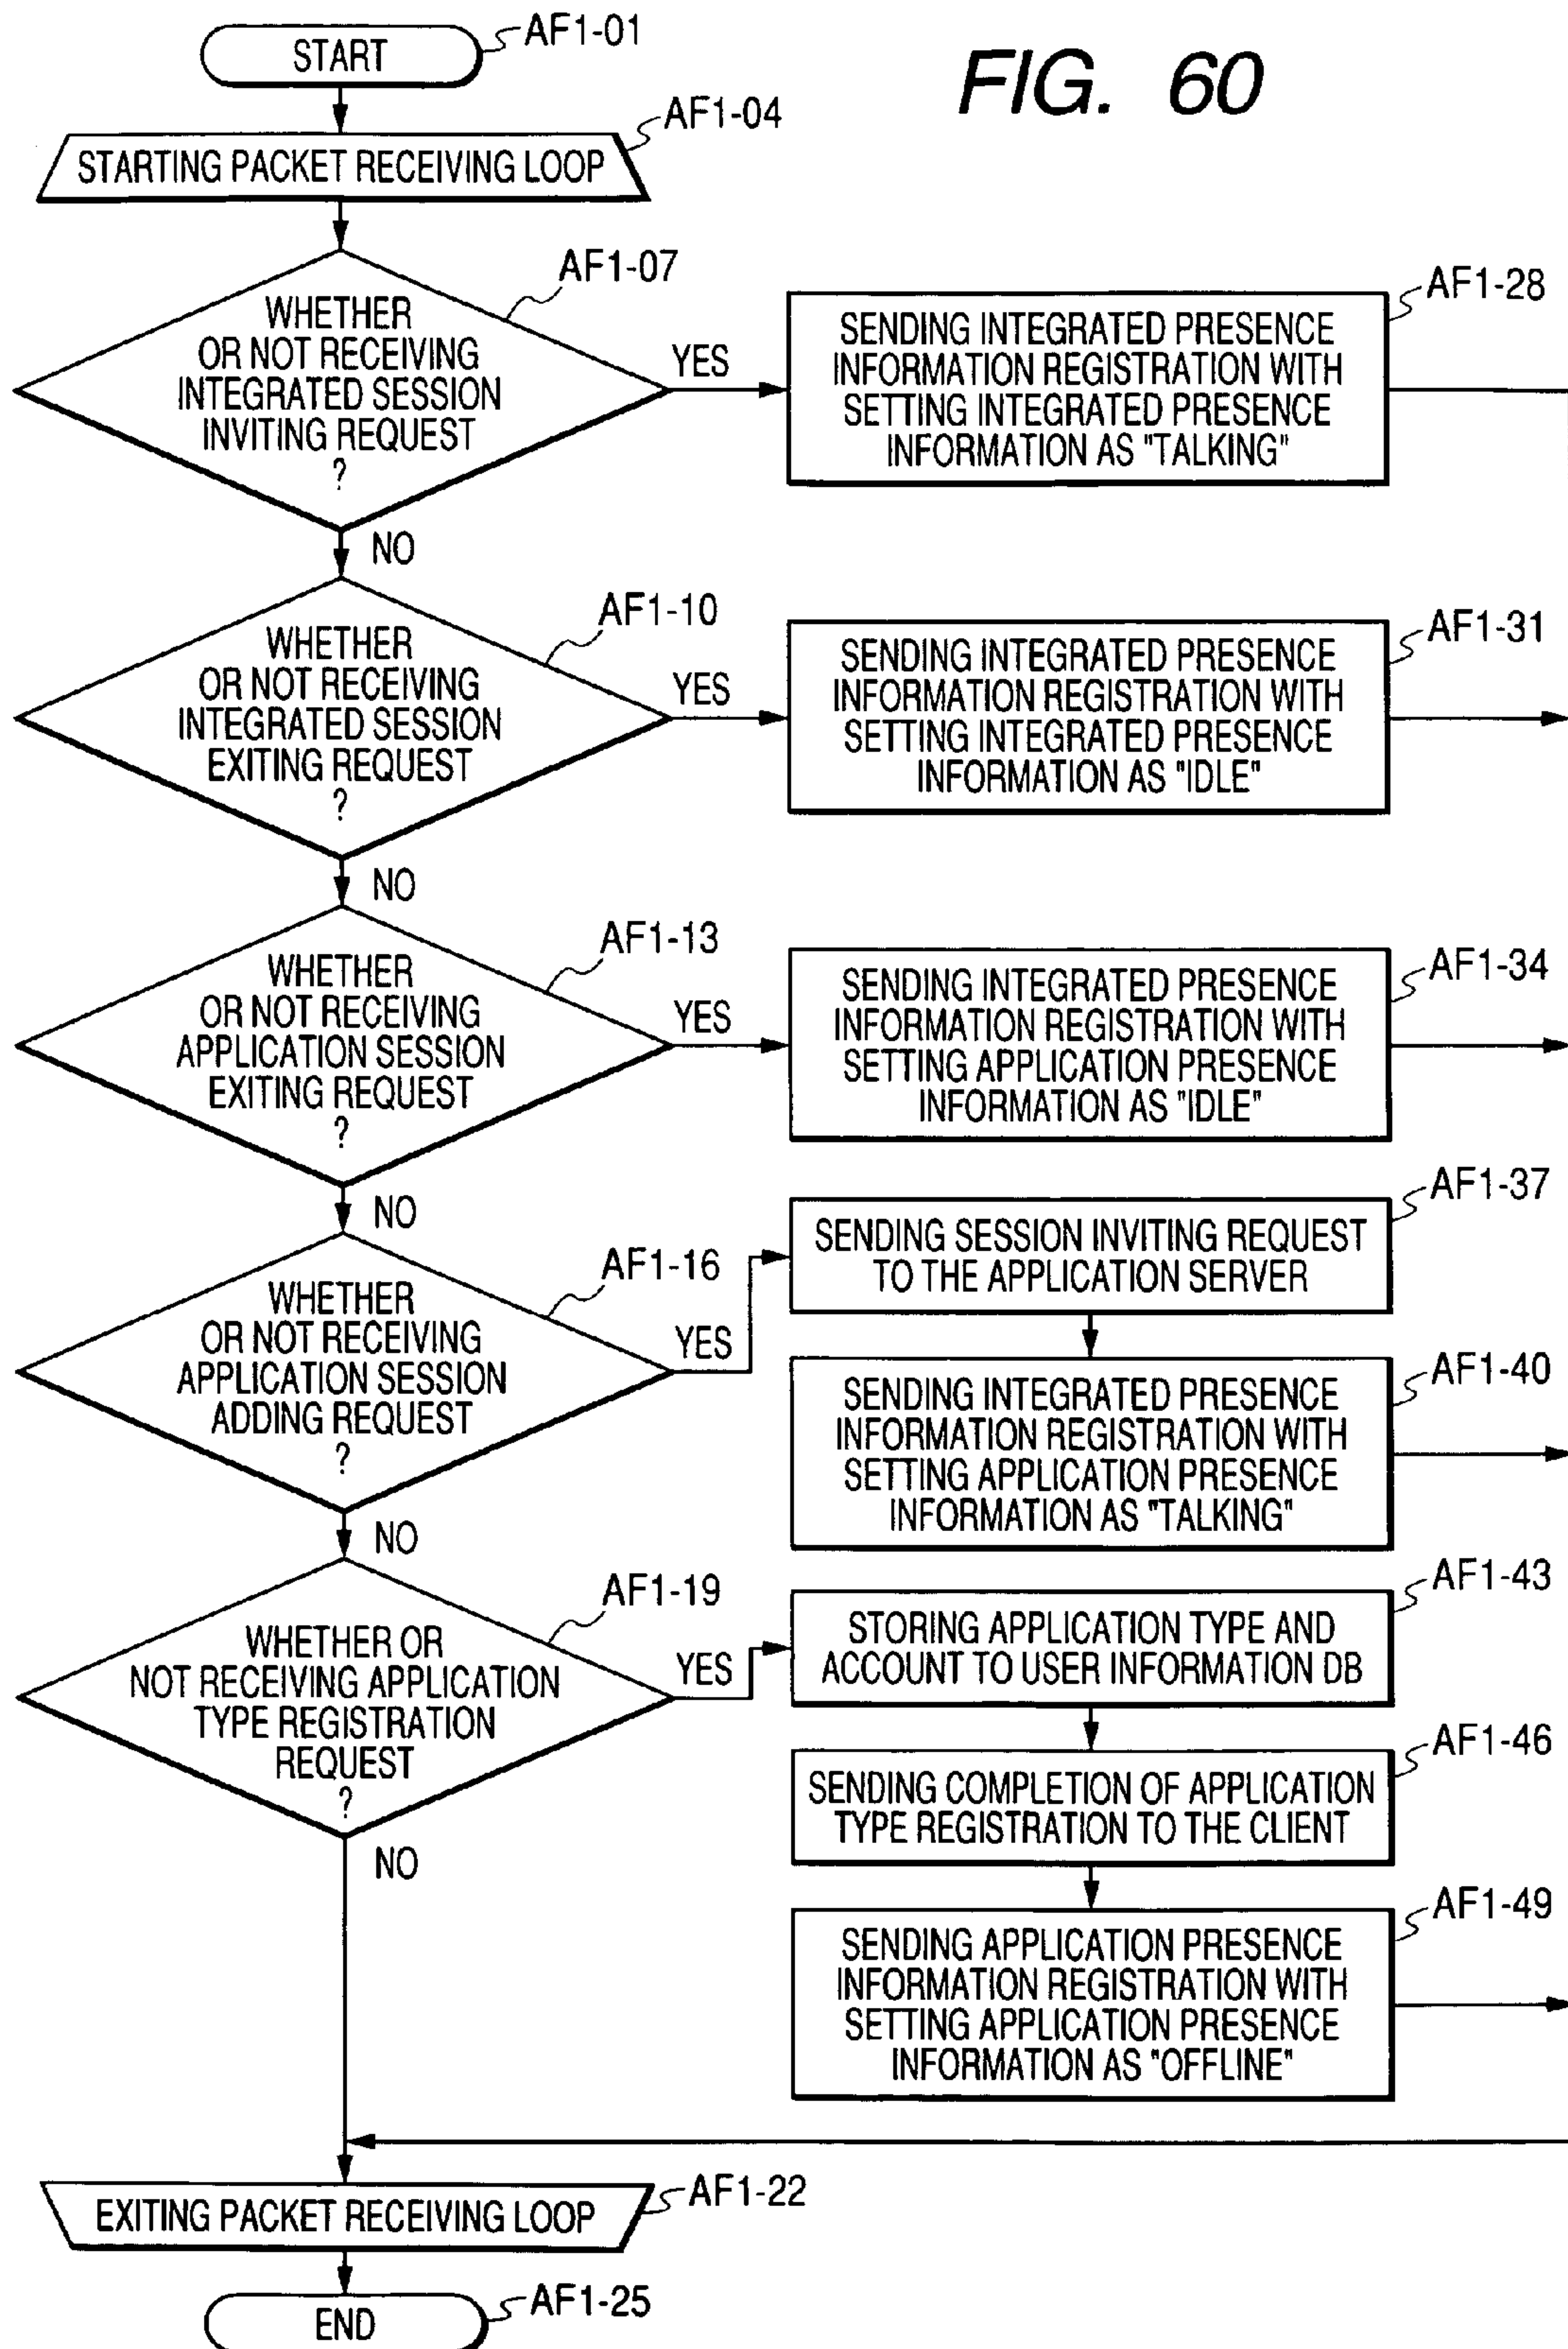 FIG. 60
START
AF1-01
STARTING PACKET RECEIVING LOOP
AF1-04
WHETHER
OR NOT RECEIVING
INTEGRATED SESSION
INVITING REQUEST
?
AF1-07
YES
NO
SENDING INTEGRATED PRESENCE
INFORMATION REGISTRATION WITH
SETTING INTEGRATED PRESENCE
INFORMATION AS "TALKING"
AF1-28
WHETHER
OR NOT RECEIVING
INTEGRATED SESSION
EXITING REQUEST
?
AF1-10
YES
NO
SENDING INTEGRATED PRESENCE
INFORMATION REGISTRATION WITH
SETTING INTEGRATED PRESENCE
INFORMATION AS "IDLE"
AF1-31
WHETHER
OR NOT RECEIVING
APPLICATION SESSION
EXITING REQUEST
?
AF1-13
YES
NO
SENDING INTEGRATED PRESENCE
INFORMATION REGISTRATION WITH
SETTING APPLICATION PRESENCE
INFORMATION AS "IDLE"
AF1-34
WHETHER
OR NOT RECEIVING
APPLICATION SESSION
ADDING REQUEST
?
AF1-16
YES
NO
SENDING SESSION INVITING REQUEST
TO THE APPLICATION SERVER
AF1-37
SENDING INTEGRATED PRESENCE
INFORMATION REGISTRATION WITH
SETTING APPLICATION PRESENCE
INFORMATION AS "TALKING"
AF1-40
WHETHER OR
NOT RECEIVING APPLICATION
TYPE REGISTRATION
REQUEST
?
AF1-19
YES
NO
STORING APPLICATION TYPE AND
ACCOUNT TO USER INFORMATION DB
AF1-43
SENDING COMPLETION OF APPLICATION
TYPE REGISTRATION TO THE CLIENT
AF1-46
SENDING APPLICATION PRESENCE
INFORMATION REGISTRATION WITH
SETTING APPLICATION PRESENCE
INFORMATION AS "OFFLINE"
AF1-49
EXITING PACKET RECEIVING LOOP
AF1-22
END
AF1-25